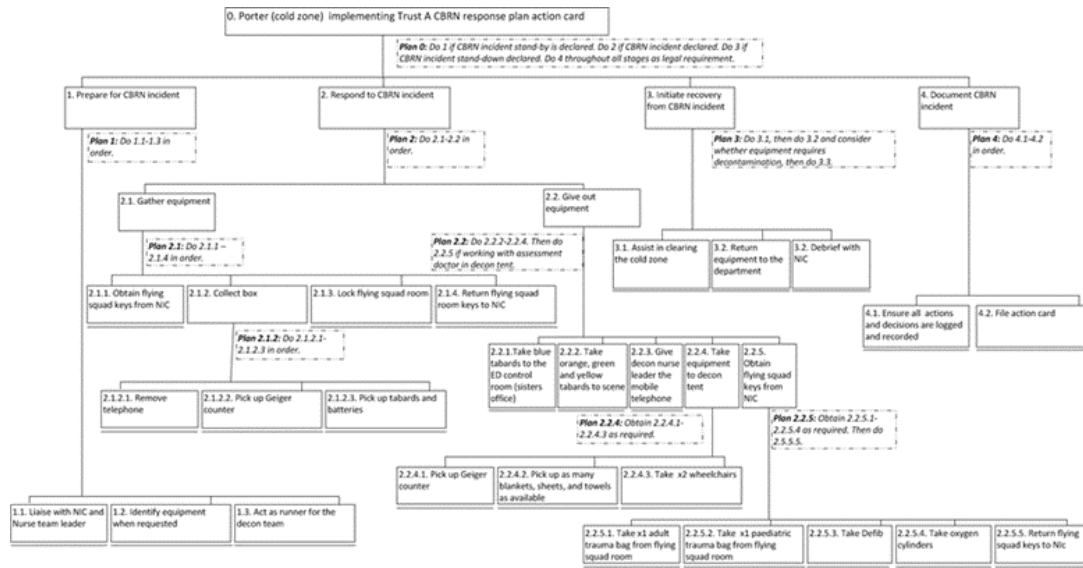 0. Porter (cold zone) implementing Trust A CBRN response plan action card
Plan 0: Do 1 if CBRN incident stand-by is declared. Do 2 if CBRN incident declared. Do 3 if
CBRN incident stand-down declared. Do 4 throughout all stages as legal requirement.
1. Prepare for CBRN incident
2. Respond to CBRN incident
3. Initiate recovery
from CBRN incident
4. Document CBRN
incident
Plan 1: Do 1.1-1.3 in
order.
Plan 2: Do 2.1-2.2 in
order.
Plan 3: Do 3.1, then do 3.2 and consider
whether equipment requires
decontamination, then do 3.3.
Plan 4: Do 4.1-4.2
in order.
2.1. Gather equipment
2.2. Give out
equipment
Plan 2.1: Do 2.1.1 –
2.1.4 in order.
Plan 2.2: Do 2.2.2-2.2.4. Then do
2.2.5 if working with assessment
doctor in decon tent.
3.1. Assist in clearing
the cold zone
3.2. Return
equipment to the
department
3.2. Debrief with
NIC
2.1.1. Obtain flying
squad keys from NIC
2.1.2. Collect box
2.1.3. Lock flying squad room
2.1.4. Return flying squad
room keys to NIC
4.1. Ensure all actions
and decisions are logged
and recorded
4.2. File action card
Plan 2.1.2: Do 2.1.2.1-
2.1.2.3 in order.
2.2.1.Take blue
tabards to the
ED control
room (sisters
office)
2.2.2. Take
orange, green
and yellow
tabards to scene
2.2.3. Give
decon nurse
leader the
mobile
telephone
2.2.4. Take
equipment
to decon
tent
2.2.5.
Obtain
flying squad
keys from
NIC
2.1.2.1. Remove
telephone
2.1.2.2. Pick up Geiger
counter
2.1.2.3. Pick up tabards and
batteries
Plan 2.2.4: Obtain 2.2.4.1-
2.2.4.3 as required.
Plan 2.2.5: Obtain 2.2.5.1-
2.2.5.4 as required. Then do
2.5.5.5.
2.2.4.1. Pick up Geiger
counter
2.2.4.2. Pick up as many
blankets, sheets, and towels
as available
2.2.4.3. Take x2 wheelchairs
1.1. Liaise with NIC and
Nurse team leader
1.2. Identify equipment
when requested
1.3. Act as runner for the
decon team
2.2.5.1. Take x1 adult
trauma bag from flying
squad room
2.2.5.2. Take x1 paediatric
trauma bag from flying
squad room
2.2.5.3. Take Defib
2.2.5.4. Take oxygen
cylinders
2.2.5.5. Return flying
squad keys to Nic